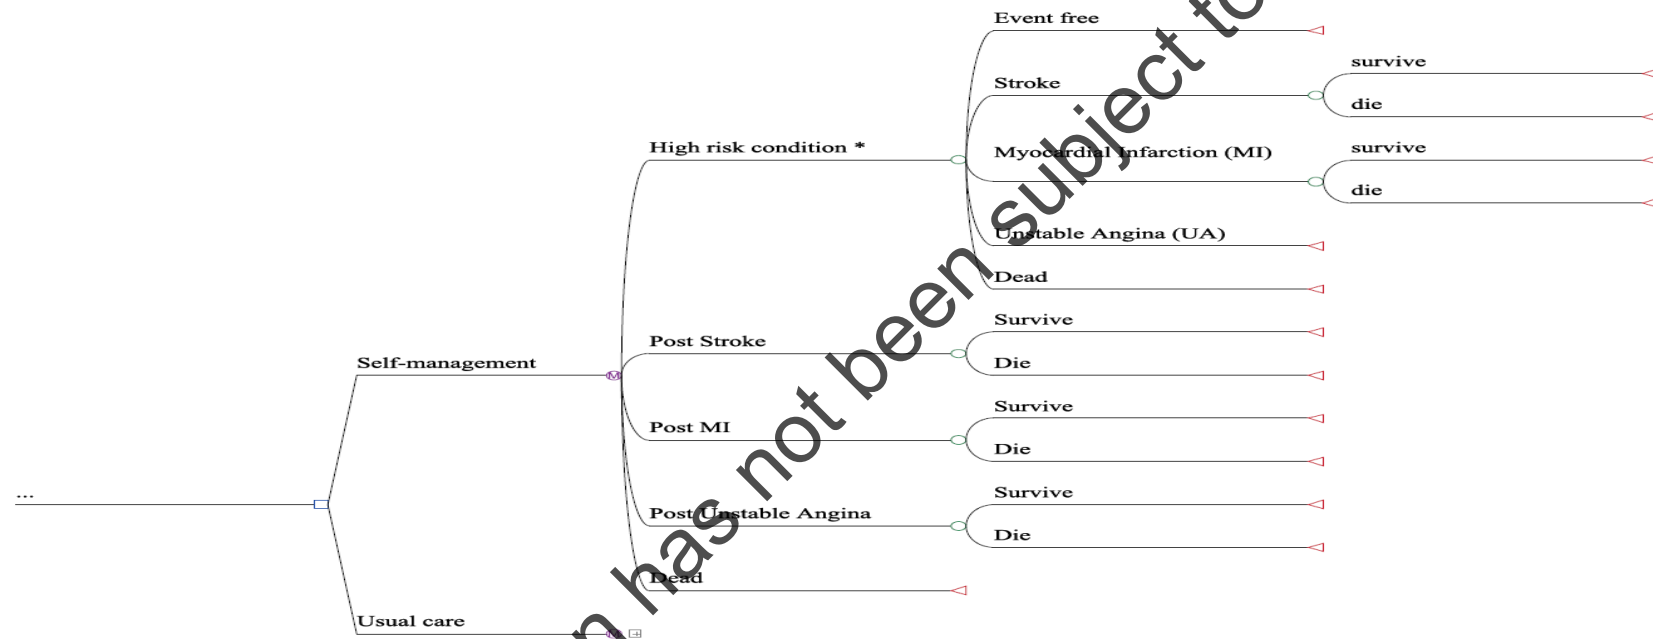 Event free
survive
Stroke
die
High risk condition *
Myocardial Infarction (MI)
survive
die
Unstable Angina (UA)
Dead
Survive
Post Stroke
Die
Self-management
M
Survive
Post MI
Die
...
Survive
Post Unstable Angina
Die
Dead
Usual care
M
has not been subject to